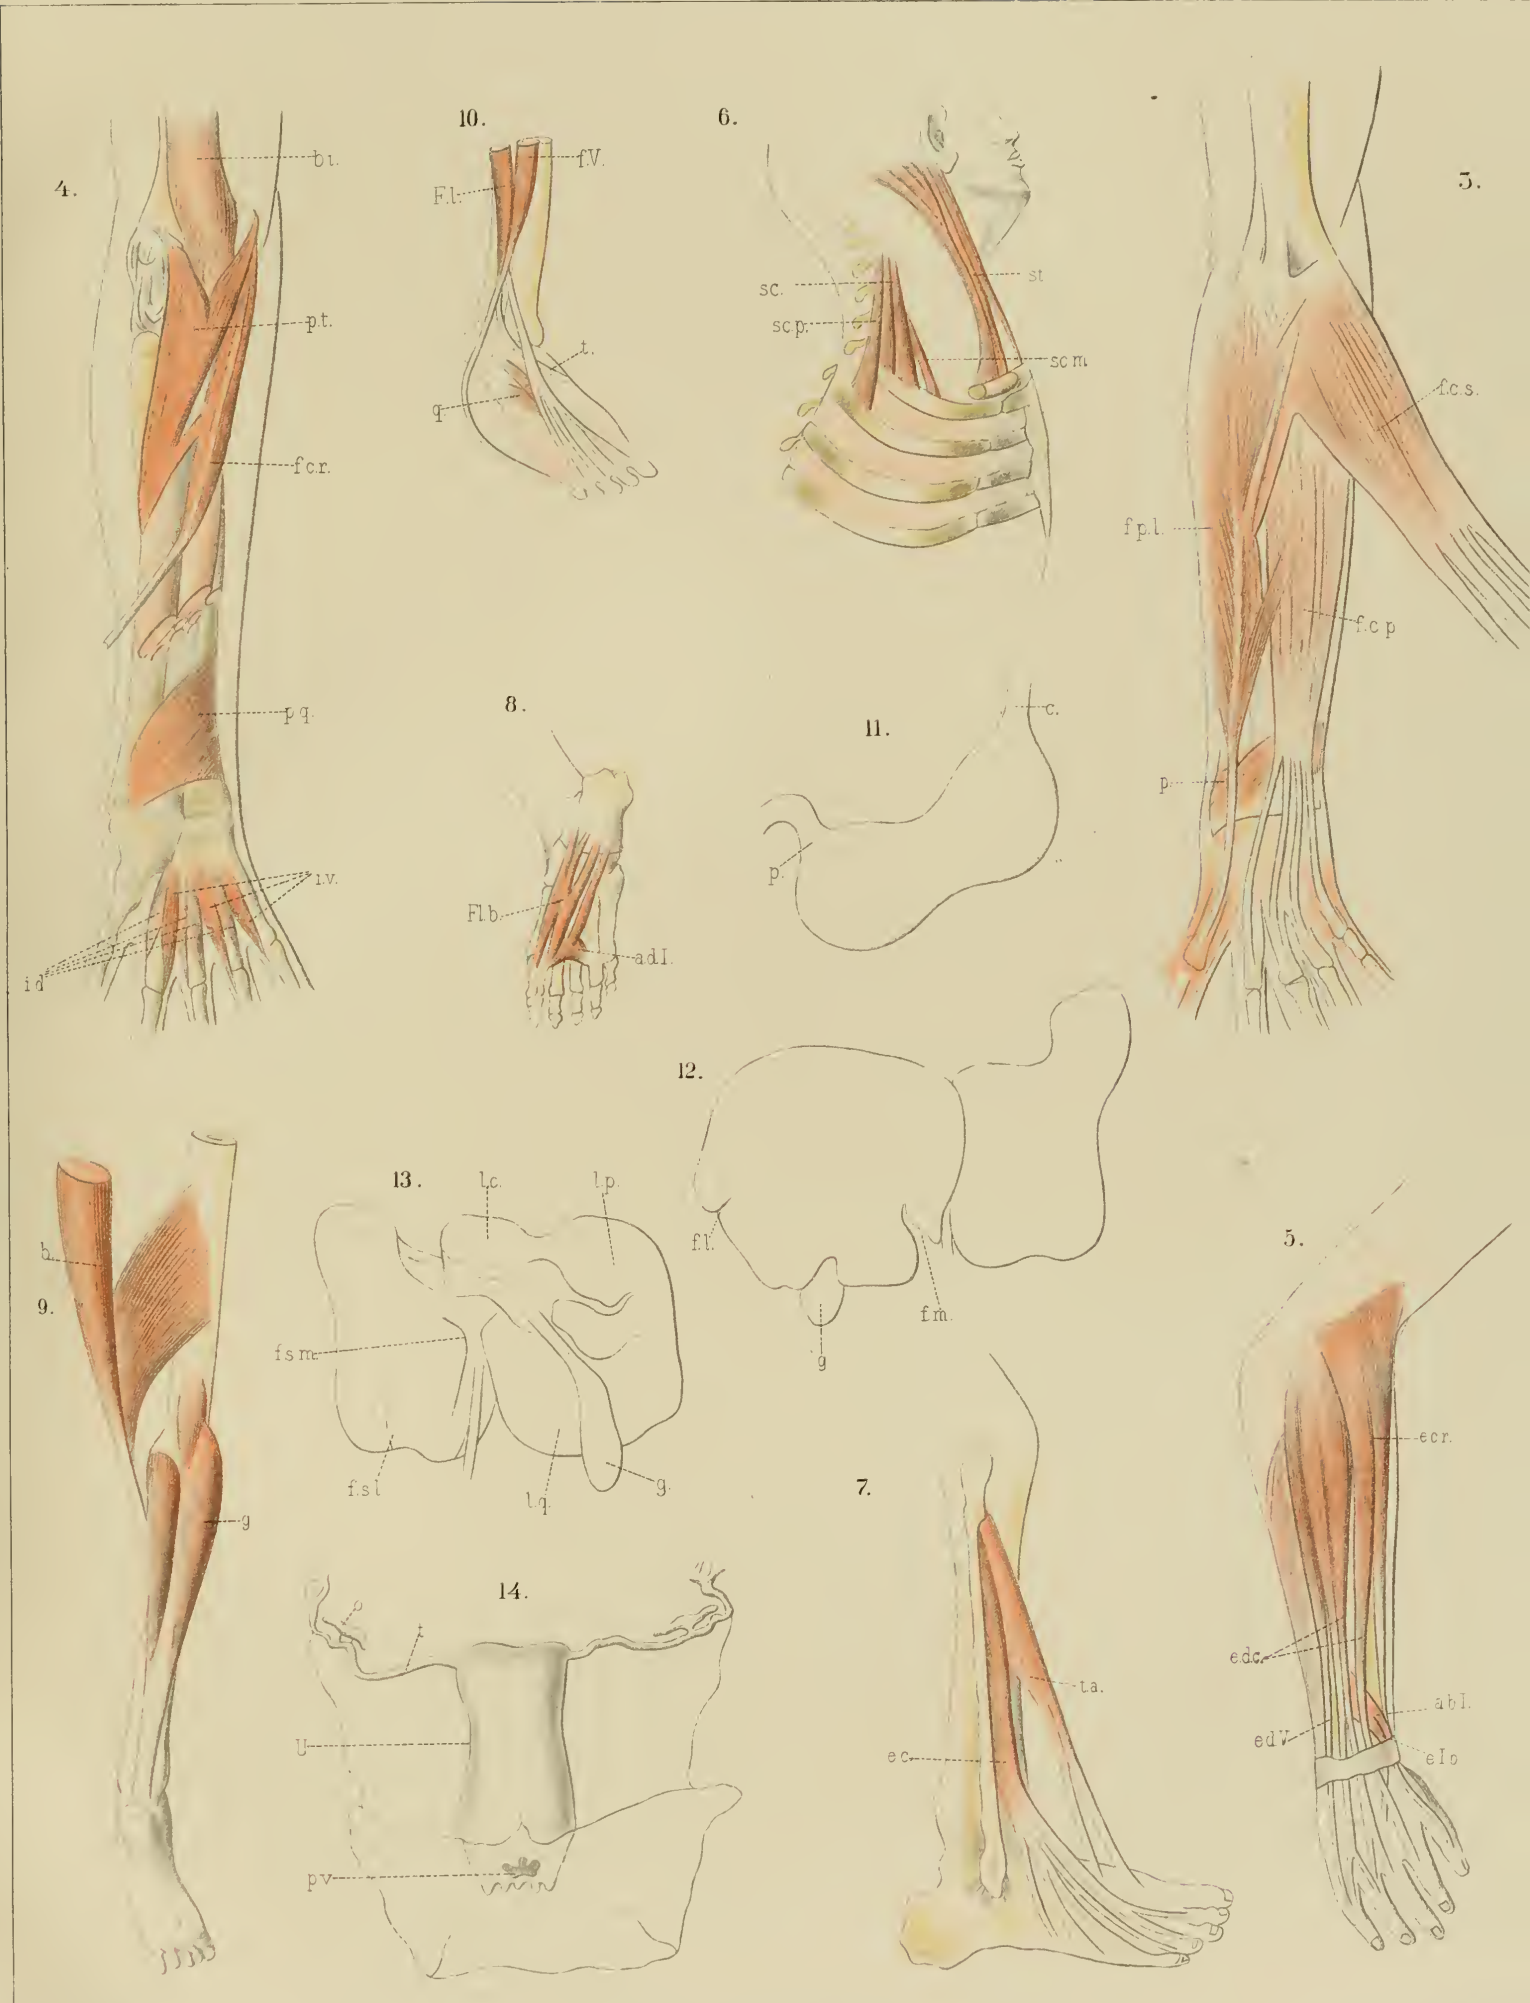 10.
6.
4.
3.
bi.
f.V.
F.l.
p.t.
t.
q
f.c.r.
sc.
st
sc.p.
sc m.
f.c.s.
f p.l.
f.c p
p q.
8.
11.
c.
p.
p.
i.v.
i d
Fl.b.
ad I.
12.
13.
l.c.
l.p.
f.l.
f.m.
g
5.
b.
9.
f s m.
f.s l
l.q.
g.
g
7.
e c r.
14.
o
t
U
p v
t.a.
e c.
e.d.c.
ab I.
e d V
e I p